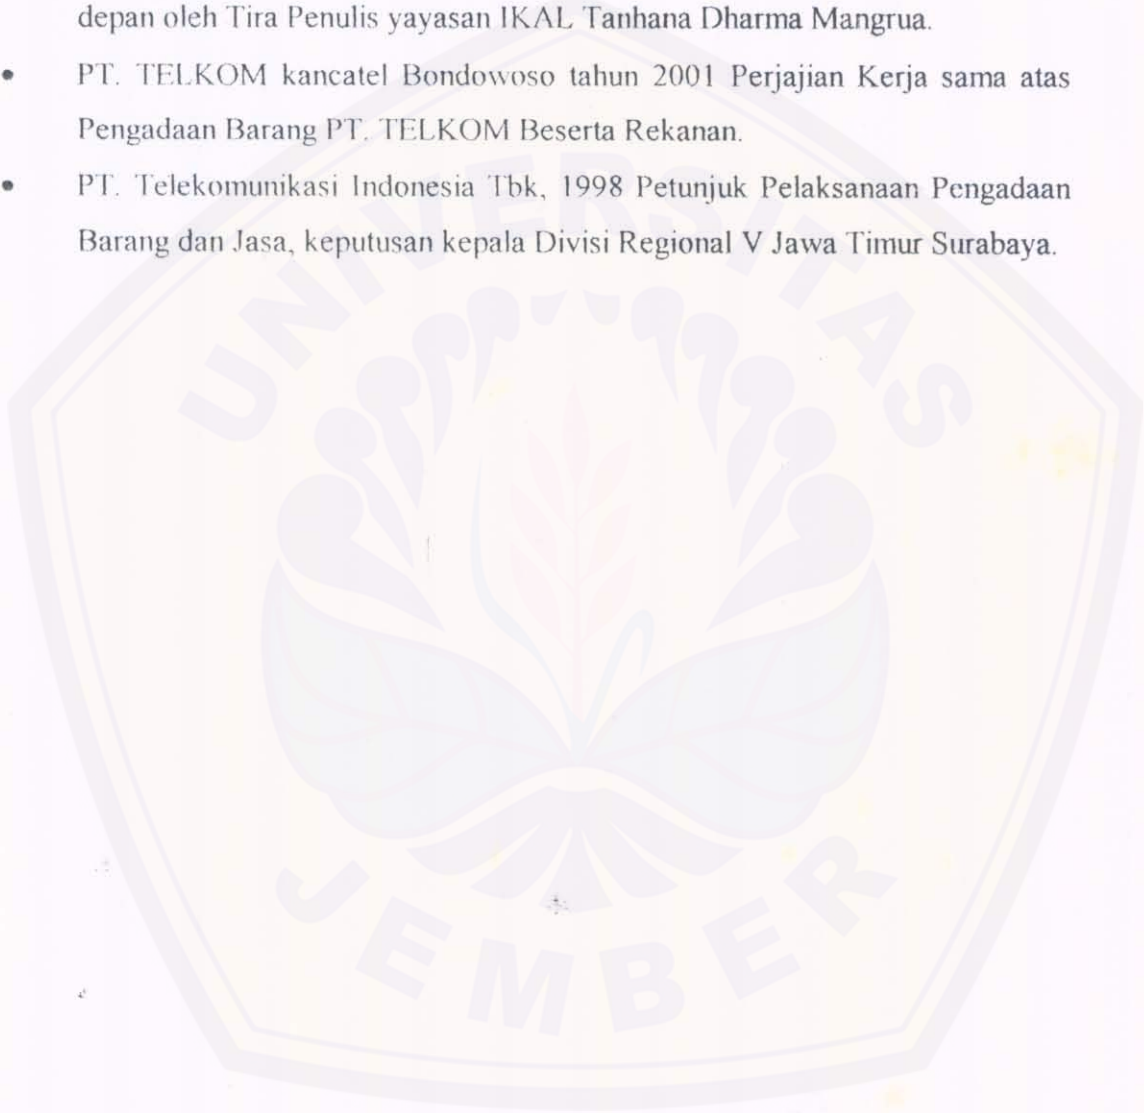 depan oleh Tira Penulis yayasan IKAL Tanhana Dharma Mangrua.
• PT. TELKOM kancatel Bondowoso tahun 2001 Perjajian Kerja sama atas
Pengadaan Barang PT. TELKOM Beserta Rekanan.
• PT. Telekomunikasi Indonesia Tbk, 1998 Petunjuk Pelaksanaan Pengadaan
Barang dan Jasa, keputusan kepala Divisi Regional V Jawa Timur Surabaya.
UNIVERSITAS
JEMBER